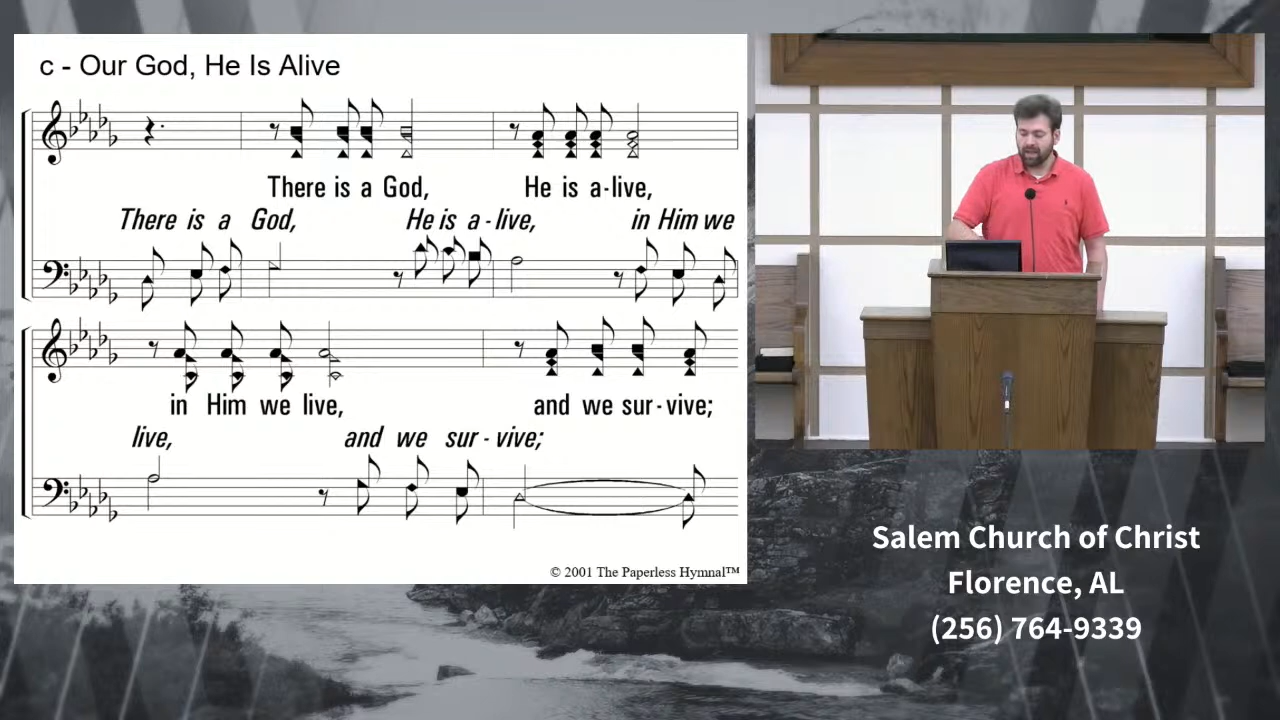 c - Our God, He Is Alive
There is a God, He is a-live,
There is a God, He is a-live, in Him we
in Him we live, and we sur-vive;
live, and we sur-vive;
© 2001 The Paperless Hymnal™
Salem Church of Christ
Florence, AL
(256) 764-9339